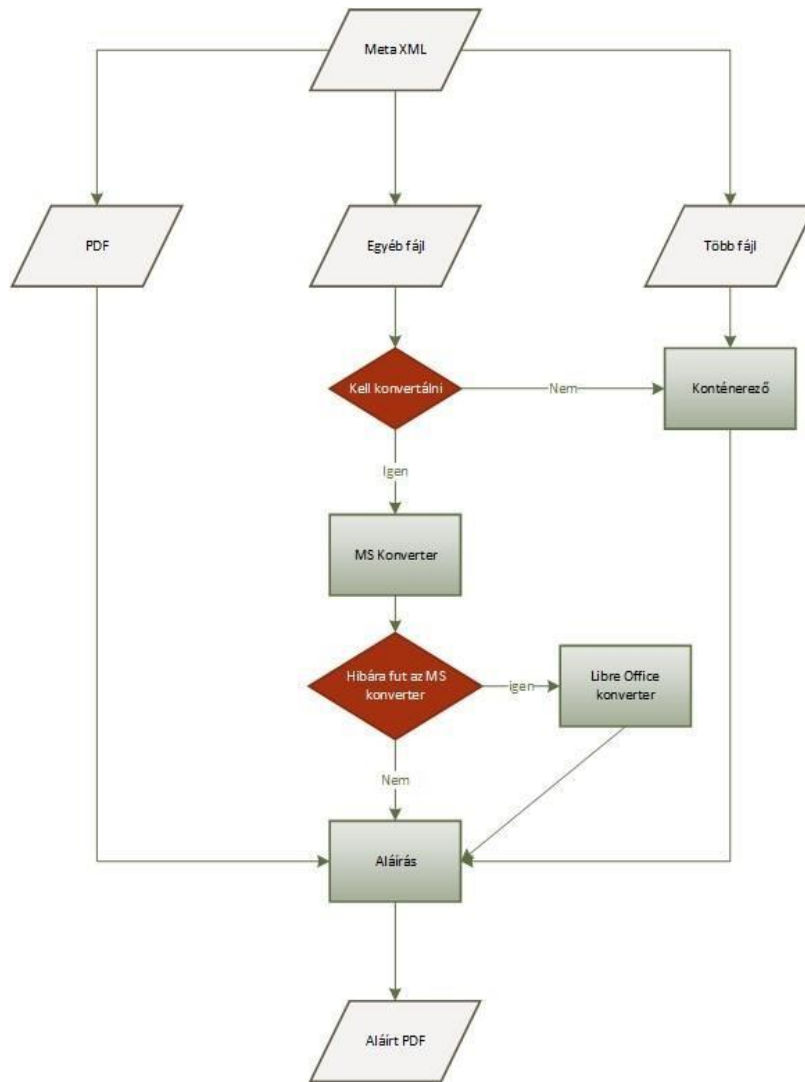 Meta XML
PDF
Egyéb fájl
Több fájl
Kell konvertálni
Nem
Konténerező
Igen
MS Konverter
Hibára fut az MS
konverter
igen
Libre Office
konverter
Nem
Aláírás
Aláírt PDF